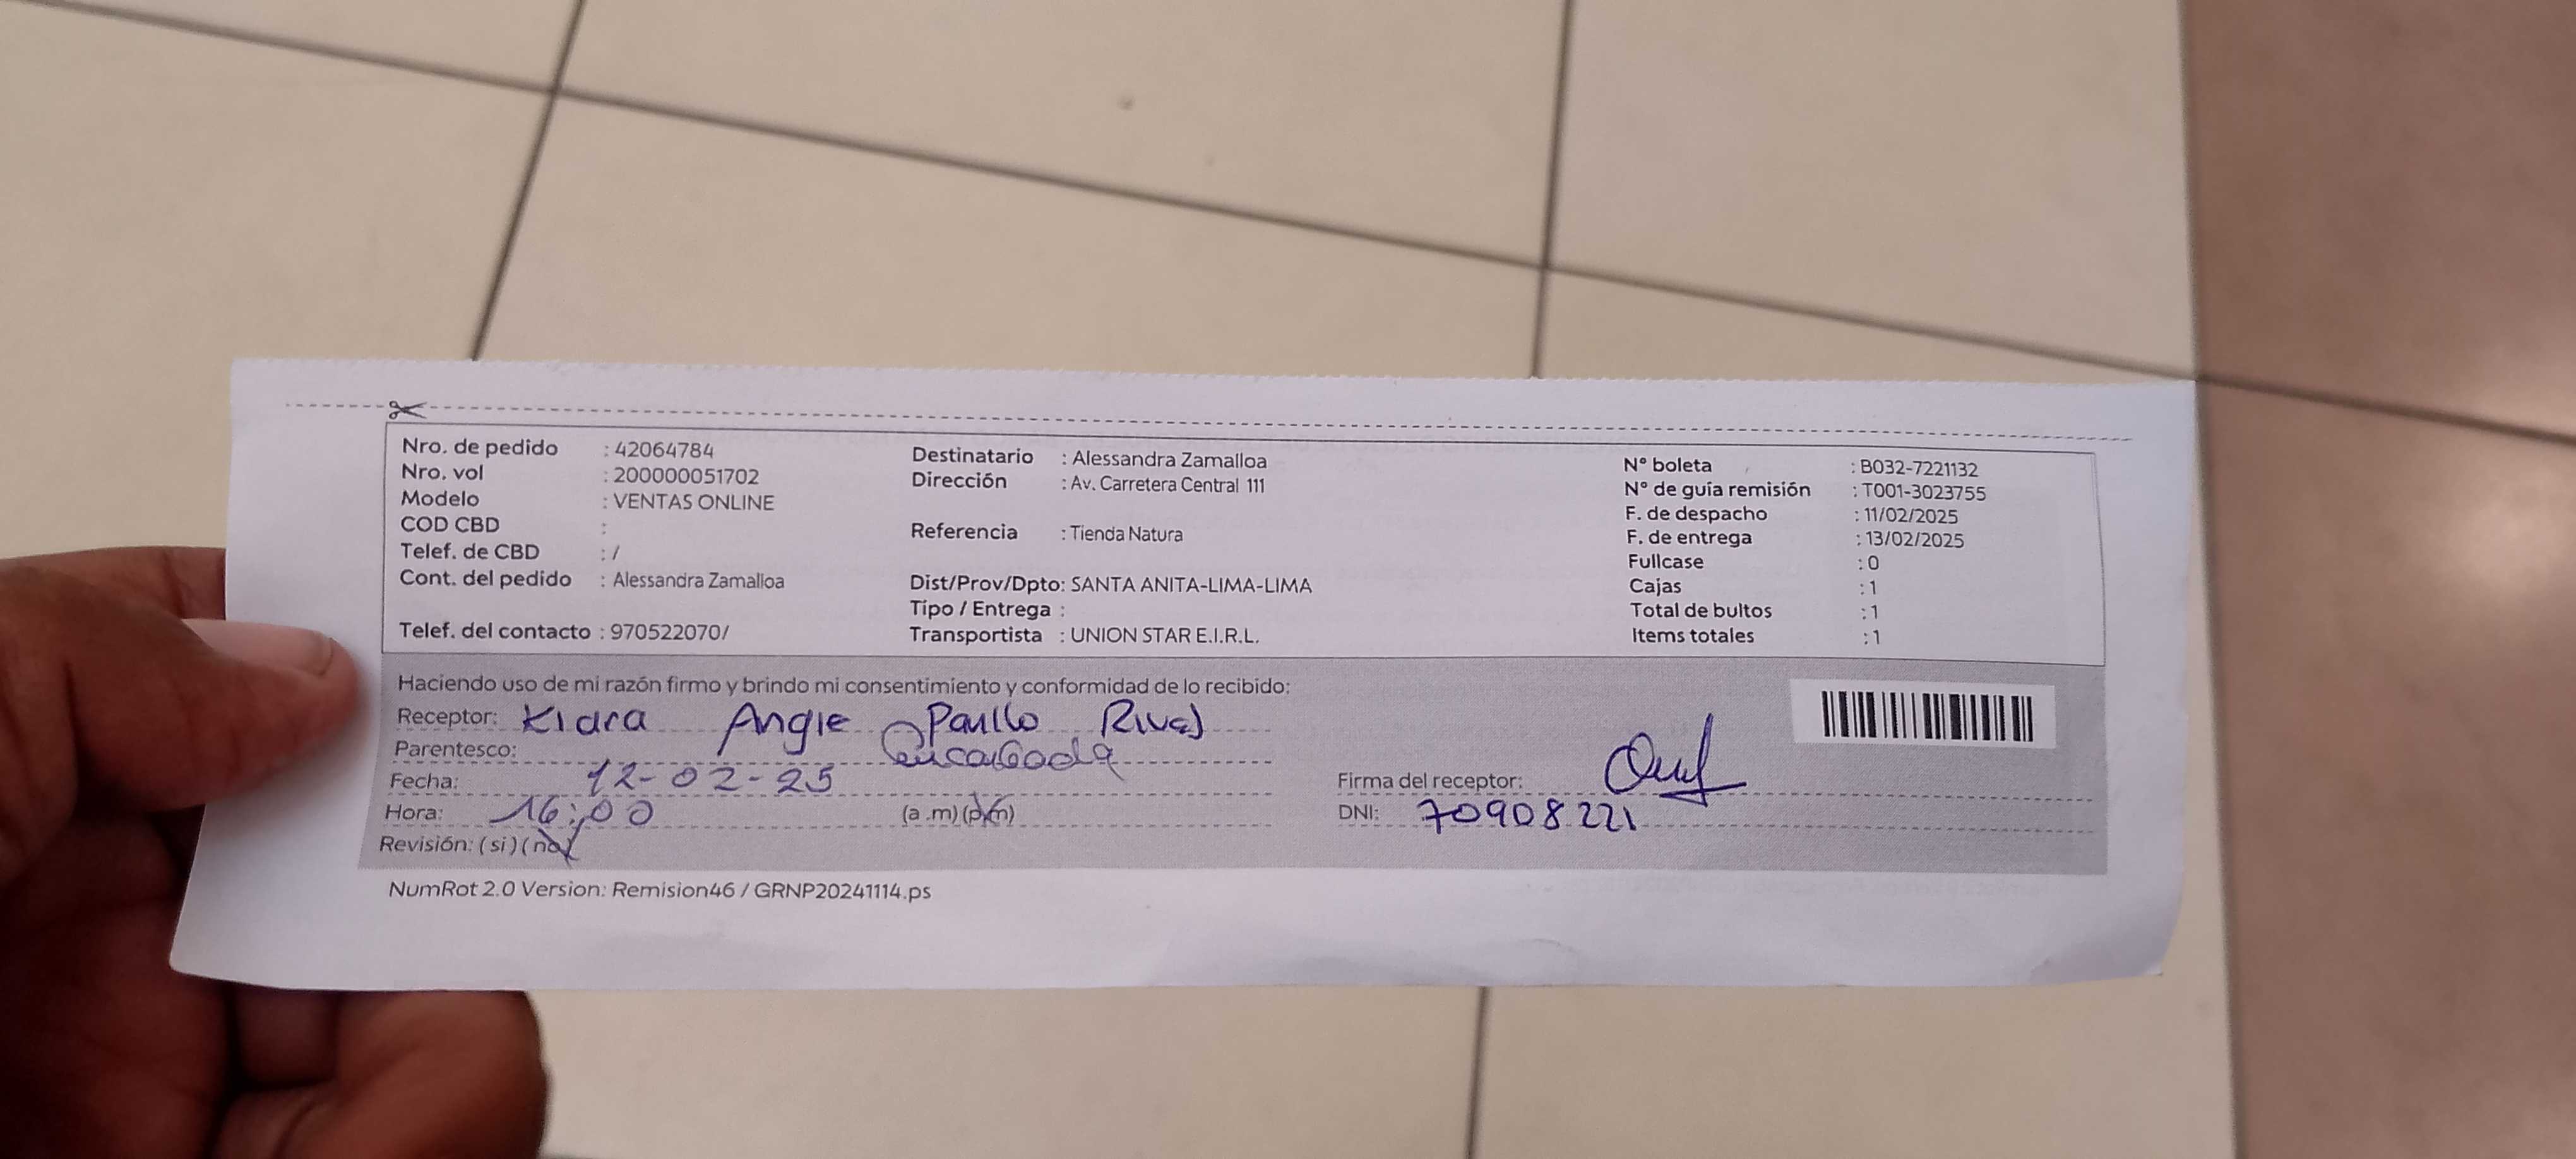 Nro. de pedido : 42064784
Nro. vol : 200000051702
Modelo : VENTAS ONLINE
COD CBD :
Telef. de CBD : /
Cont. del pedido : Alessandra Zamalloa
Telef. del contacto : 970522070/
Destinatario : Alessandra Zamalloa
Dirección : Av. Carretera Central 111
Referencia : Tienda Natura
Dist/Prov/Dpto: SANTA ANITA-LIMA-LIMA
Tipo / Entrega :
Transportista : UNION STAR E.I.R.L.
N° boleta : B032-7221132
N° de guía remisión : T001-3023755
F. de despacho : 11/02/2025
F. de entrega : 13/02/2025
Fullcase : 0
Cajas : 1
Total de bultos : 1
Items totales : 1
Haciendo uso de mi razón firmo y brindo mi consentimiento y conformidad de lo recibido:
Receptor: Kiara Angie Paullo Rivas
Parentesco: Encargada
Fecha: 12-02-25
Hora: 16:00 (a .m) (p.m)
Revisión: ( si ) ( no )
Firma del receptor:
DNI: 70908221
NumRot 2.0 Version: Remision46 / GRNP20241114.ps